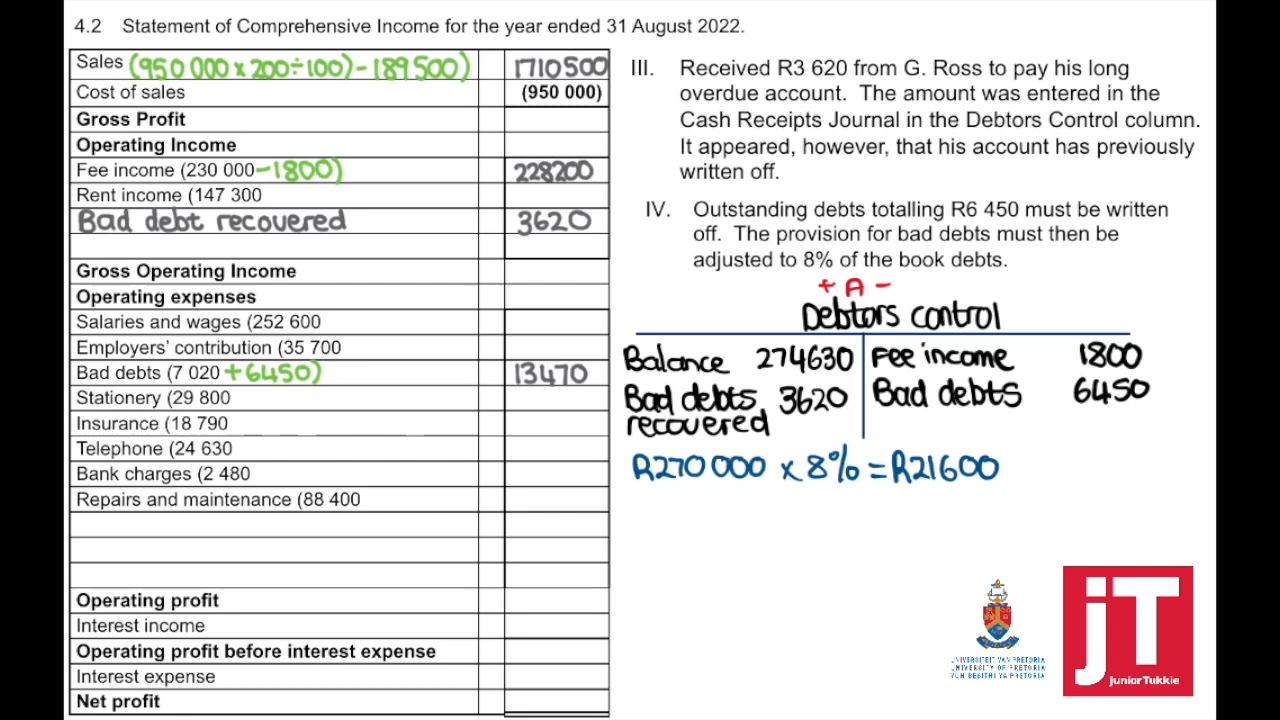 4.2 Statement of Comprehensive Income for the year ended 31 August 2022.
Sales (950 000 x 200÷100) - 189 500) 1710500
Cost of sales (950 000)
Gross Profit
Operating Income
Fee income (230 000 - 1800) 228200
Rent income (147 300
Bad debt recovered 3620
Gross Operating Income
Operating expenses
Salaries and wages (252 600
Employers' contribution (35 700
Bad debts (7 020 + 6450) 13470
Stationery (29 800
Insurance (18 790
Telephone (24 630
Bank charges (2 480
Repairs and maintenance (88 400
Operating profit
Interest income
Operating profit before interest expense
Interest expense
Net profit
III. Received R3 620 from G. Ross to pay his long
overdue account. The amount was entered in the
Cash Receipts Journal in the Debtors Control column.
It appeared, however, that his account has previously
written off.
IV. Outstanding debts totalling R6 450 must be written
off. The provision for bad debts must then be
adjusted to 8% of the book debts.
+ A -
Debtors control
Balance 274630 Fee income 1800
Bad debts 3620 Bad debts 6450
recovered
R270 000 x 8% = R21600
UNIVERSITEIT VAN PRETORIA
UNIVERSITY OF PRETORIA
YUNIBESITHI YA PRETORIA
jT
JuniorTukkie